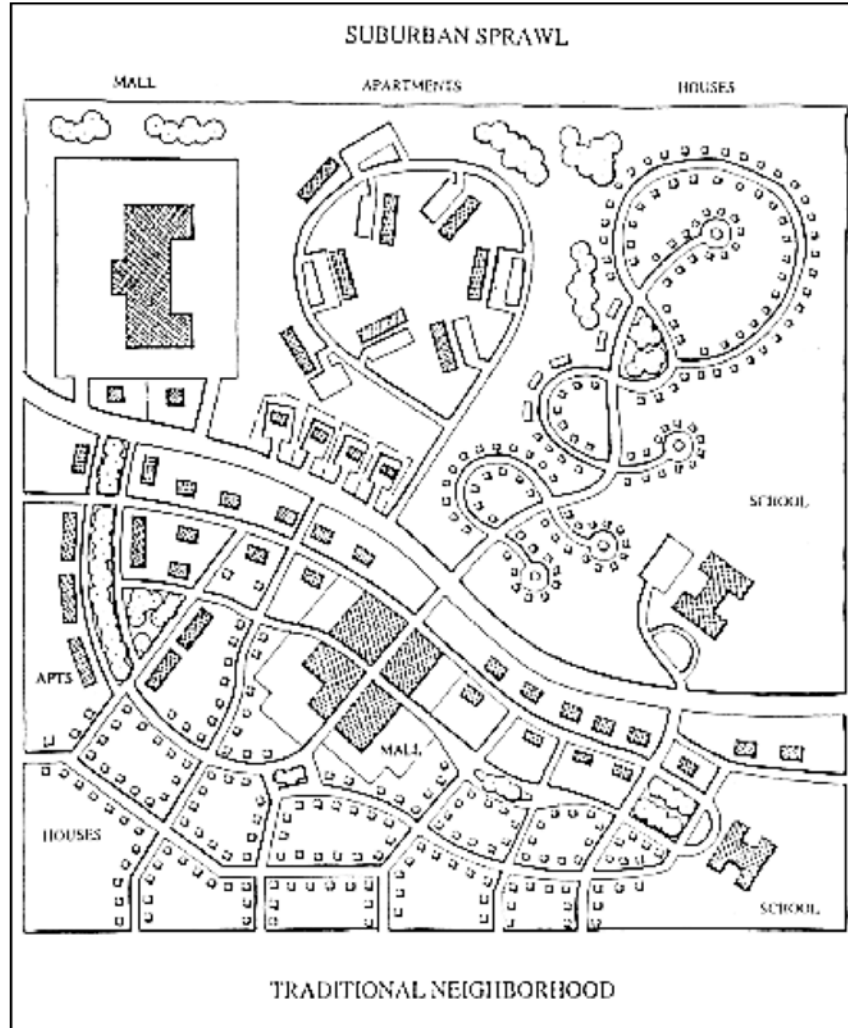 SUBURBAN SPRAWL
MALL APARTMENTS HOUSES
SCHOOL
APTS
MALL
HOUSES
SCHOOL
TRADITIONAL NEIGHBORHOOD